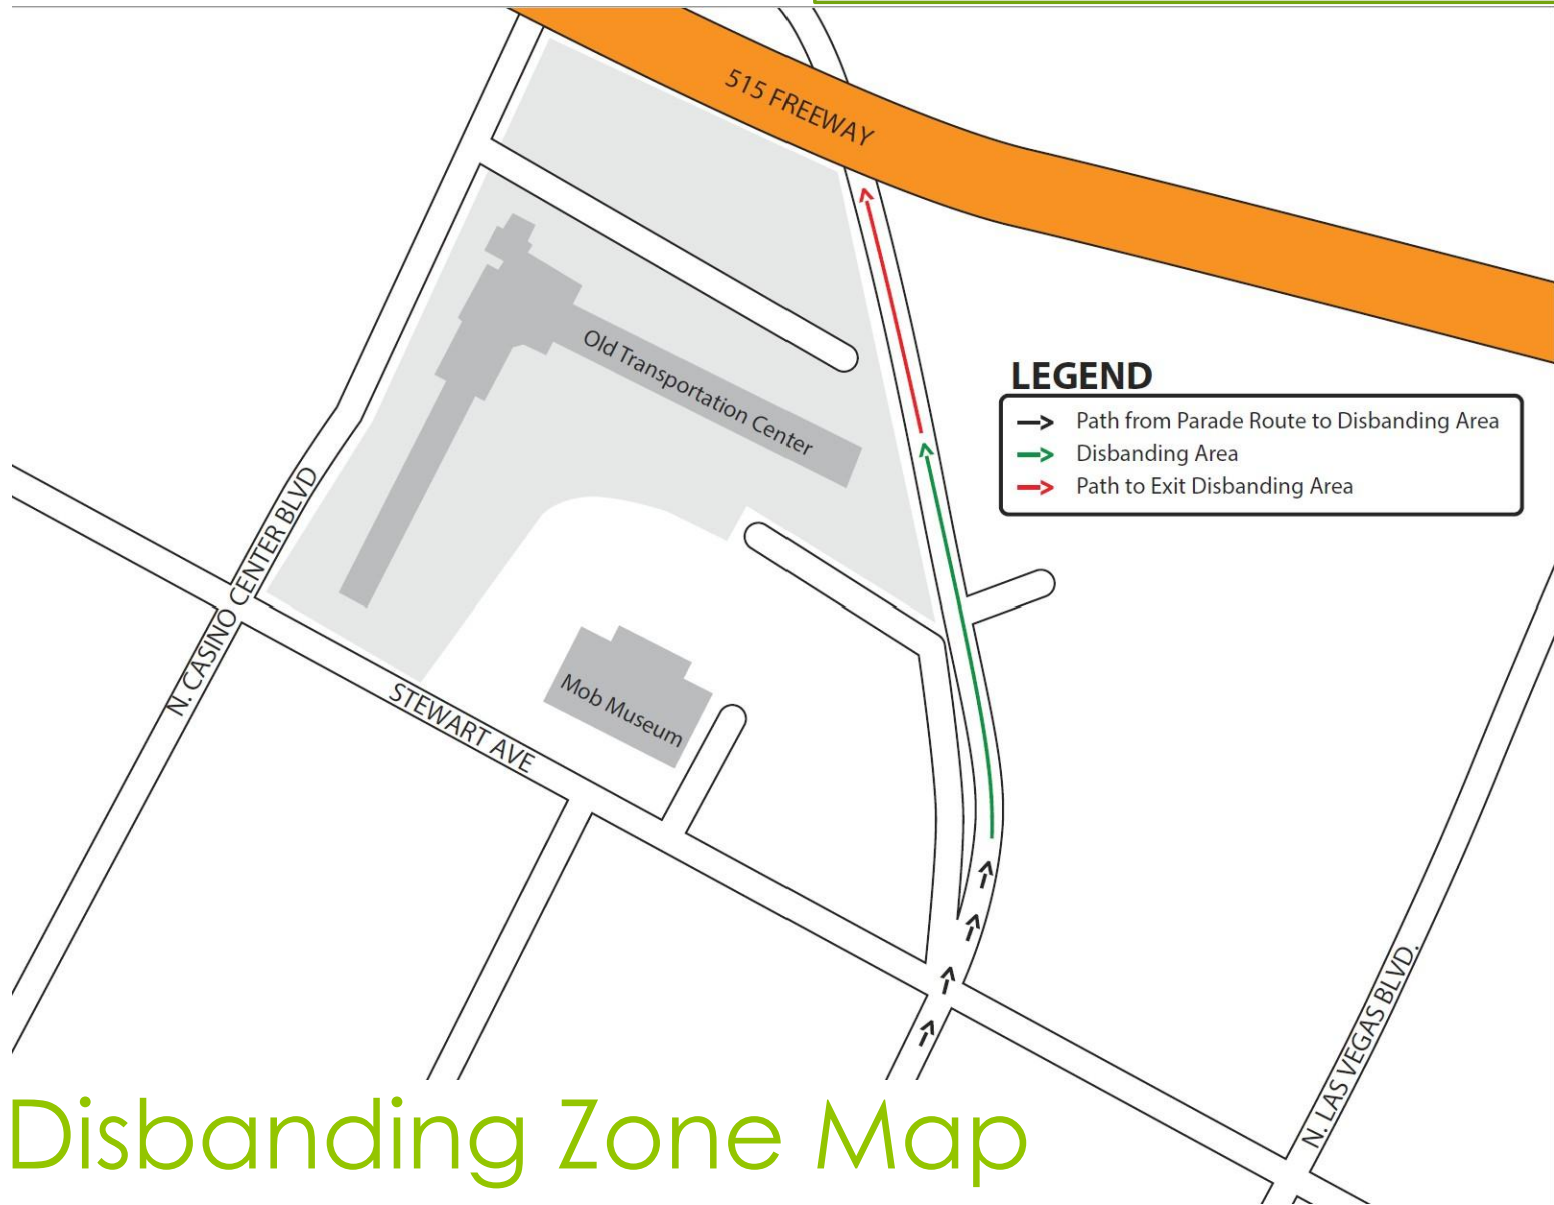 515 FREEWAY
Old Transportation Center
LEGEND
Path from Parade Route to Disbanding Area
Disbanding Area
Path to Exit Disbanding Area
N. CASINO CENTER BLVD
Mob Museum
STEWART AVE
N. LAS VEGAS BLVD.
Disbanding Zone Map